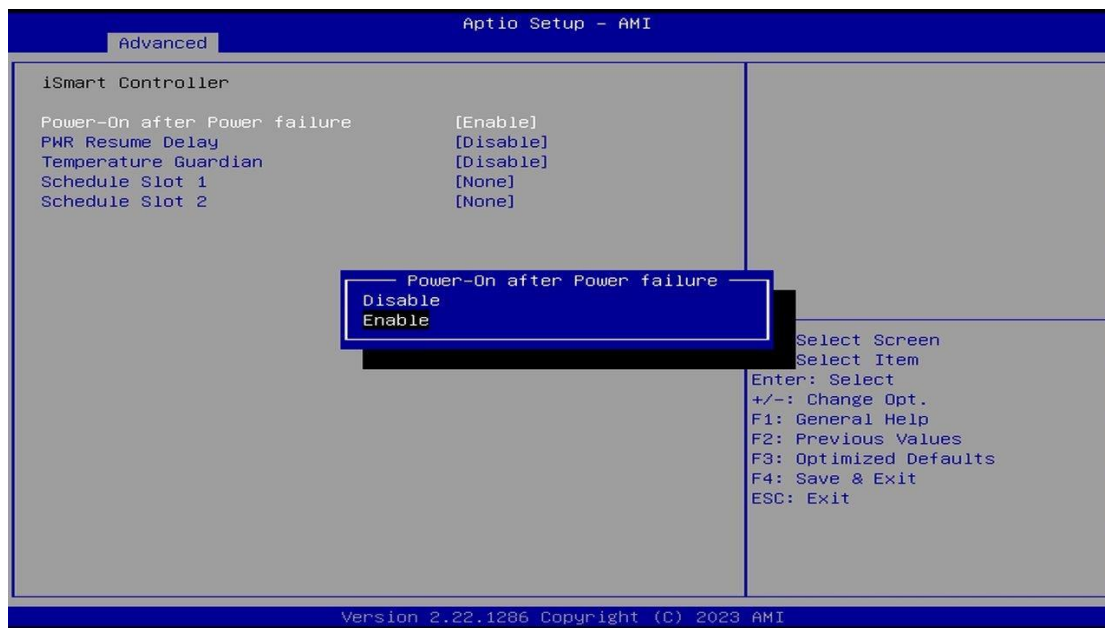 Aptio Setup - AMI
Advanced
iSmart Controller
Power-On after Power failure [Enable]
PWR Resume Delay [Disable]
Temperature Guardian [Disable]
Schedule Slot 1 [None]
Schedule Slot 2 [None]
Power-On after Power failure
Disable
Enable
Select Screen
Select Item
Enter: Select
+/-: Change Opt.
F1: General Help
F2: Previous Values
F3: Optimized Defaults
F4: Save & Exit
ESC: Exit
Version 2.22.1286 Copyright (C) 2023 AMI